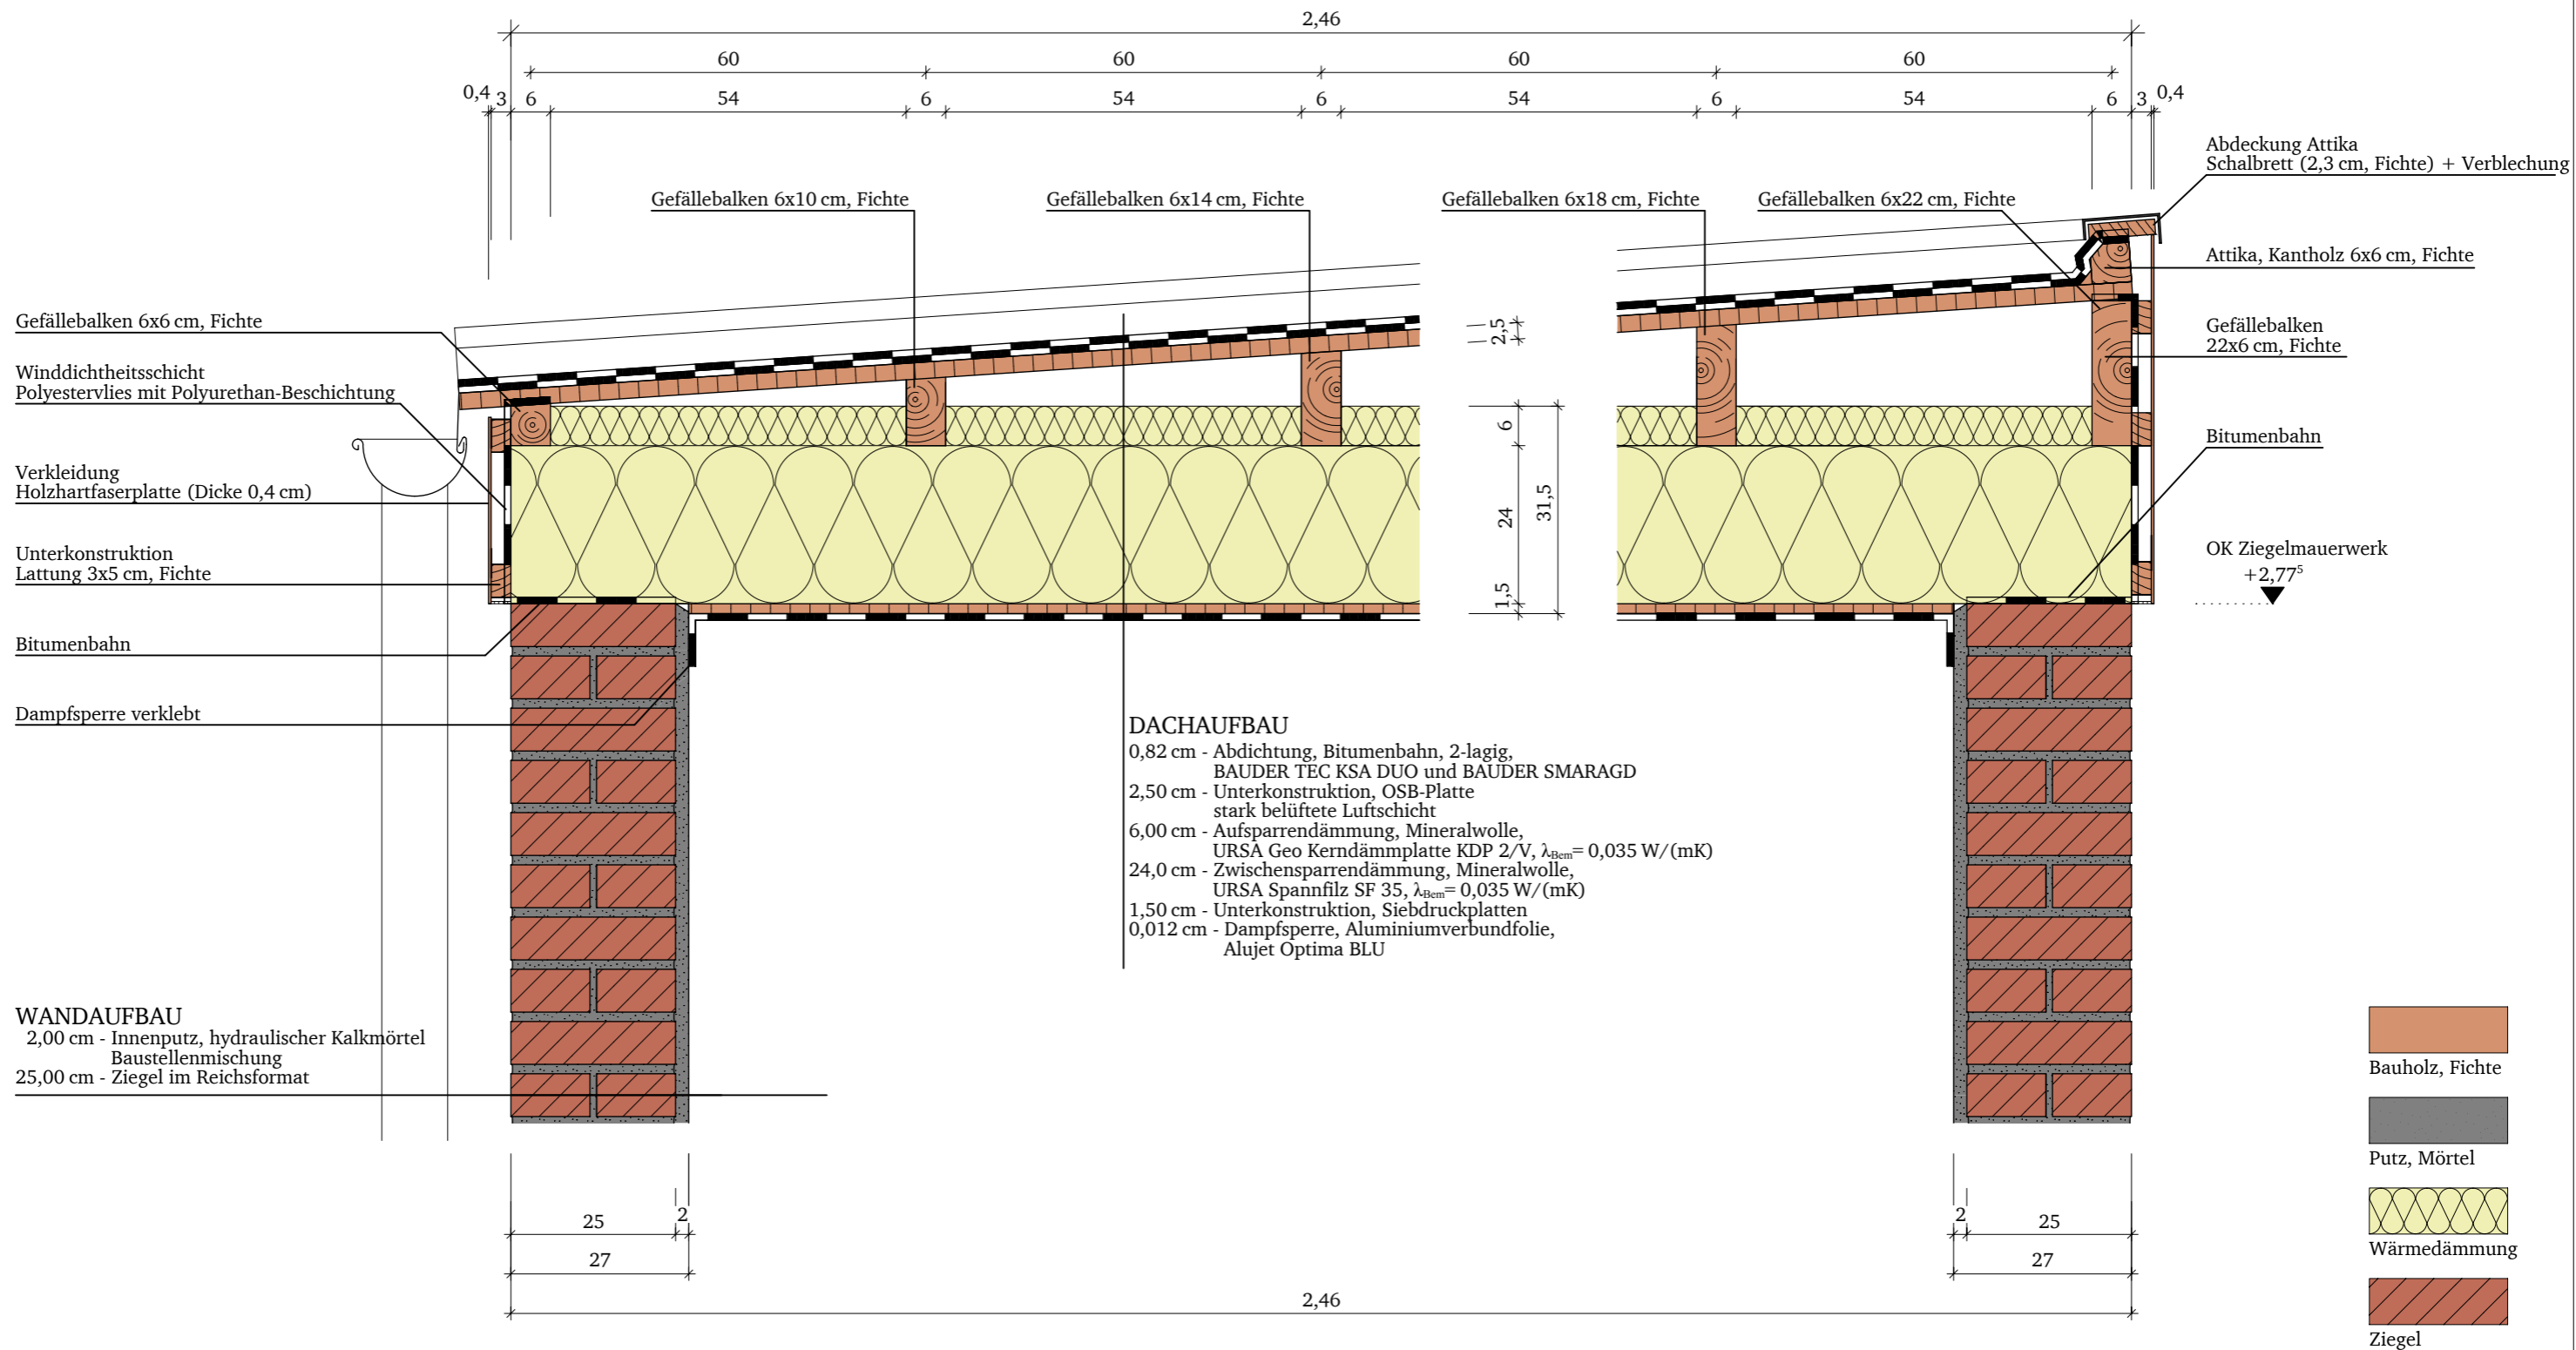 2,46
60 60 60 60
0,4 3 6 54 6 54 6 54 6 54 6 3 0,4
Abdeckung Attika
Schalbrett (2,3 cm, Fichte) + Verblechung
Gefällebalken 6x10 cm, Fichte
Gefällebalken 6x14 cm, Fichte
Gefällebalken 6x18 cm, Fichte
Gefällebalken 6x22 cm, Fichte
Attika, Kantholz 6x6 cm, Fichte
Gefällebalken 6x6 cm, Fichte
Gefällebalken
22x6 cm, Fichte
Winddichtheitsschicht
Polyestervlies mit Polyurethan-Beschichtung
Bitumenbahn
Verkleidung
Holzhartfaserplatte (Dicke 0,4 cm)
Unterkonstruktion
Lattung 3x5 cm, Fichte
OK Ziegelmauerwerk
+2,77⁵
2,5
6
24
31,5
1,5
Bitumenbahn
Dampfsperre verklebt
DACHAUFBAU
0,82 cm - Abdichtung, Bitumenbahn, 2-lagig,
BAUDER TEC KSA DUO und BAUDER SMARAGD
2,50 cm - Unterkonstruktion, OSB-Platte
stark belüftete Luftschicht
6,00 cm - Aufsparrendämmung, Mineralwolle,
URSA Geo Kerndämmplatte KDP 2/V, λBem= 0,035 W/(mK)
24,0 cm - Zwischensparrendämmung, Mineralwolle,
URSA Spannfilz SF 35, λBem= 0,035 W/(mK)
1,50 cm - Unterkonstruktion, Siebdruckplatten
0,012 cm - Dampfsperre, Aluminiumverbundfolie,
Alujet Optima BLU
WANDAUFBAU
2,00 cm - Innenputz, hydraulischer Kalkmörtel
Baustellenmischung
25,00 cm - Ziegel im Reichsformat
Bauholz, Fichte
Putz, Mörtel
Wärmedämmung
Ziegel
25 2 2 25
27 27
2,46